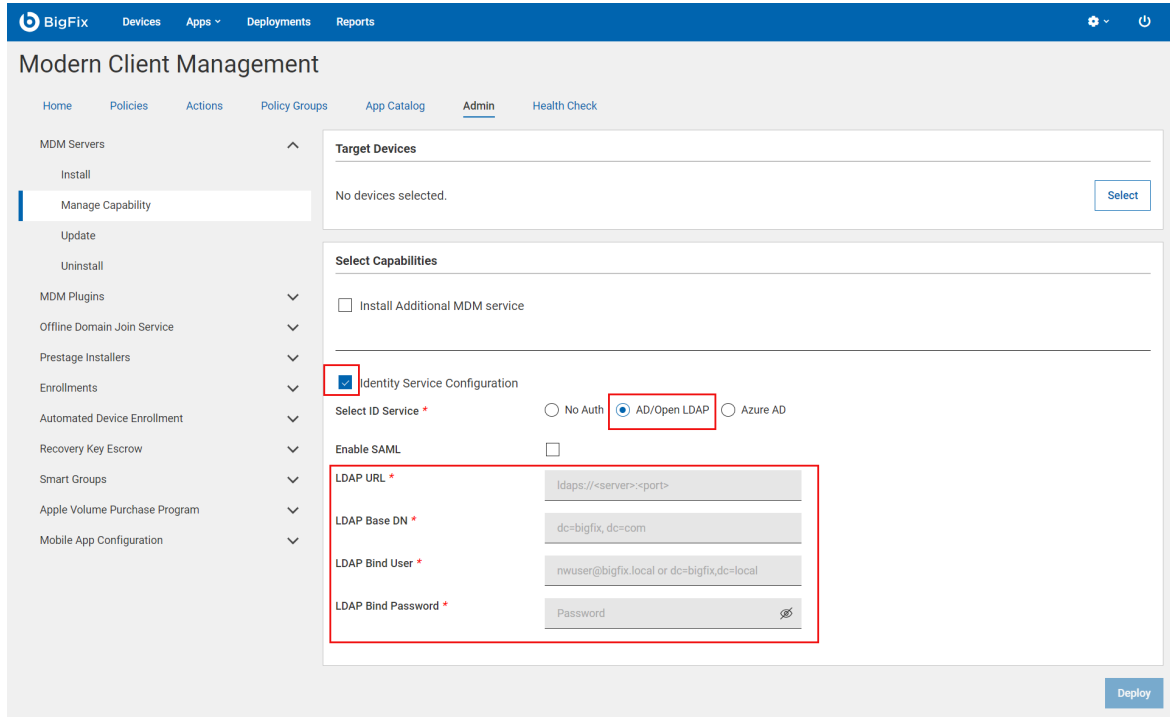 BigFix Devices Apps Deployments Reports
Modern Client Management
Home Policies Actions Policy Groups App Catalog Admin Health Check
MDM Servers
Install
Manage Capability
Update
Uninstall
MDM Plugins
Offline Domain Join Service
Prestage Installers
Enrollments
Automated Device Enrollment
Recovery Key Escrow
Smart Groups
Apple Volume Purchase Program
Mobile App Configuration
Target Devices
No devices selected. Select
Select Capabilities
Install Additional MDM service
Identity Service Configuration
Select ID Service * No Auth AD/Open LDAP Azure AD
Enable SAML
LDAP URL * ldaps://<server>:<port>
LDAP Base DN * dc=bigfix, dc=com
LDAP Bind User * nwuser@bigfix.local or dc=bigfix,dc=local
LDAP Bind Password * Password
Deploy